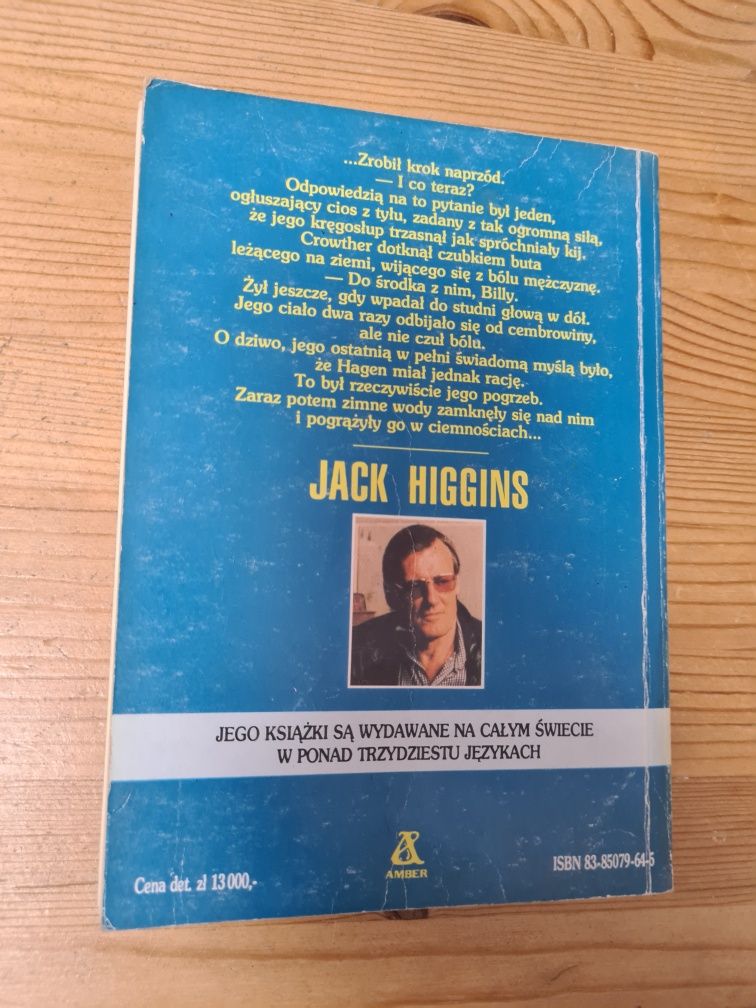 ...Zrobił krok naprzód.
— I co teraz?
Odpowiedzią na to pytanie był jeden,
ogłuszający cios z tyłu, zadany z tak ogromną siłą,
że jego kręgosłup trzasnął jak spróchniały kij.
Crowther dotknął czubkiem buta
leżącego na ziemi, wijącego się z bólu mężczyznę.
— Do środka z nim, Billy.
Żył jeszcze, gdy wpadał do studni głową w dół.
Jego ciało dwa razy odbijało się od cembrowiny,
ale nie czuł bólu.
O dziwo, jego ostatnią w pełni świadomą myślą było,
że Hagen miał jednak rację.
To był rzeczywiście jego pogrzeb.
Zaraz potem zimne wody zamknęły się nad nim
i pogrążyły go w ciemnościach...
JACK HIGGINS
JEGO KSIĄŻKI SĄ WYDAWANE NA CAŁYM ŚWIECIE
W PONAD TRZYDZIESTU JĘZYKACH
AMBER
Cena det. zł 13 000,-
ISBN 83-85079-64-5